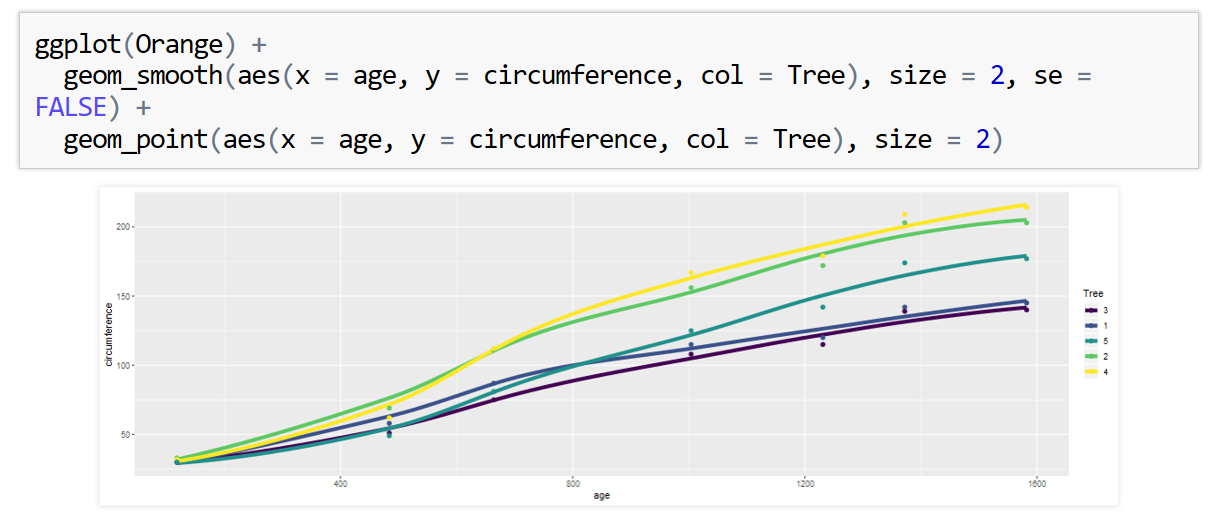 ggplot(Orange) +
geom_smooth(aes(x = age, y = circumference, col = Tree), size = 2, se =
FALSE) +
geom_point(aes(x = age, y = circumference, col = Tree), size = 2)
200
150
100
50
circumference
400
800
1200
1600
age
Tree
3
1
5
2
4